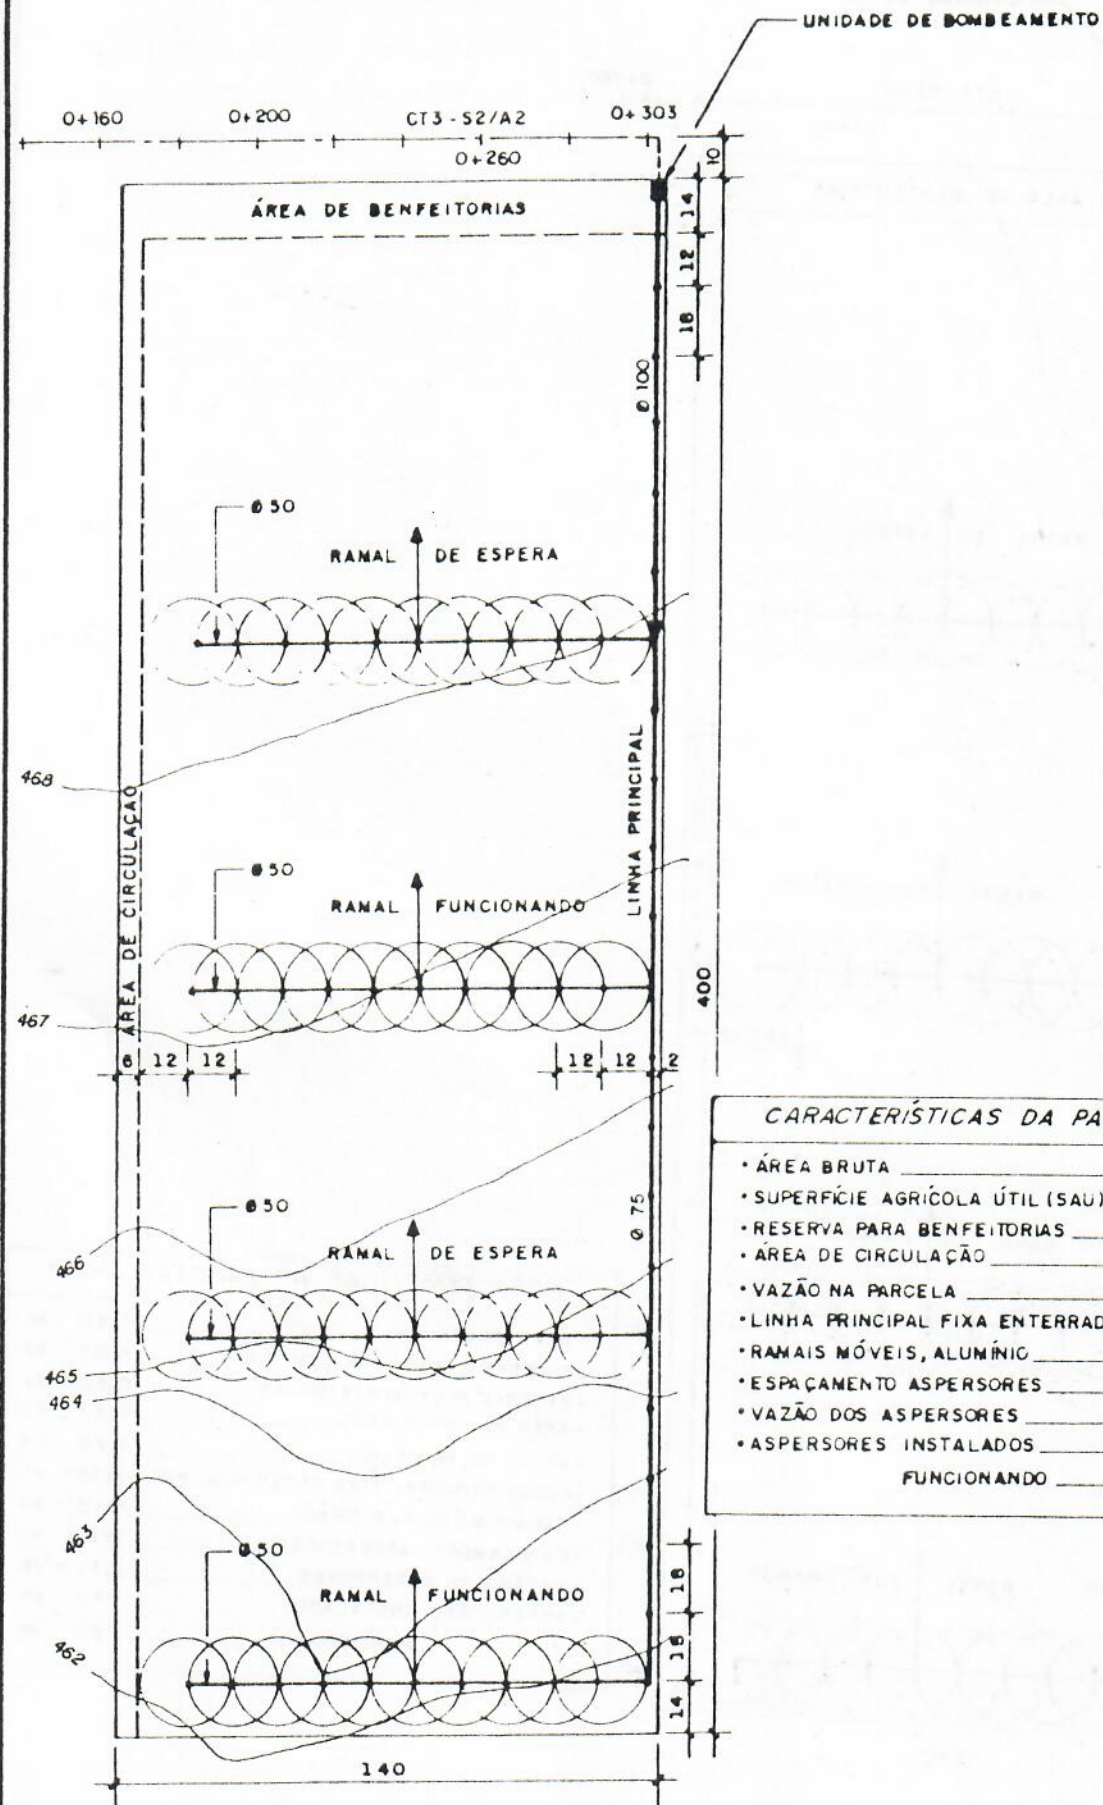 UNIDADE DE BOMBEAMENTO
0+160 0+200 CT3-S2/A2 0+303
0+260
10
ÁREA DE BENFEITORIAS
14
12
18
Ø 100
Ø 50
RAMAL DE ESPERA
468
LINHA PRINCIPAL
ÁREA DE CIRCULAÇÃO
Ø 50
RAMAL FUNCIONANDO
400
467
6 12 12 12 12 2
CARACTERÍSTICAS DA PA
• ÁREA BRUTA
• SUPERFÍCIE AGRÍCOLA ÚTIL (SAU)
• RESERVA PARA BENFEITORIAS
• ÁREA DE CIRCULAÇÃO
• VAZÃO NA PARCELA
• LINHA PRINCIPAL FIXA ENTERRAD
• RAMAIS MÓVEIS, ALUMÍNIO
• ESPAÇAMENTO ASPERSORES
• VAZÃO DOS ASPERSORES
• ASPERSORES INSTALADOS
FUNCIONANDO
Ø 50
Ø 75
RAMAL DE ESPERA
466
465
464
463
Ø 50
RAMAL FUNCIONANDO
18
18
14
462
140